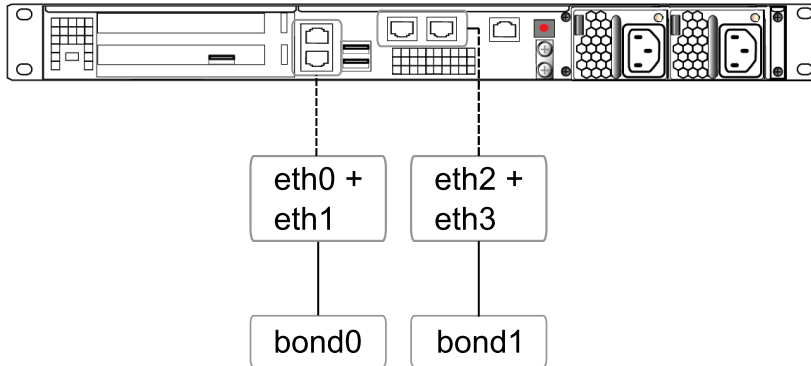 eth0 +
eth1
eth2 +
eth3
bond0
bond1